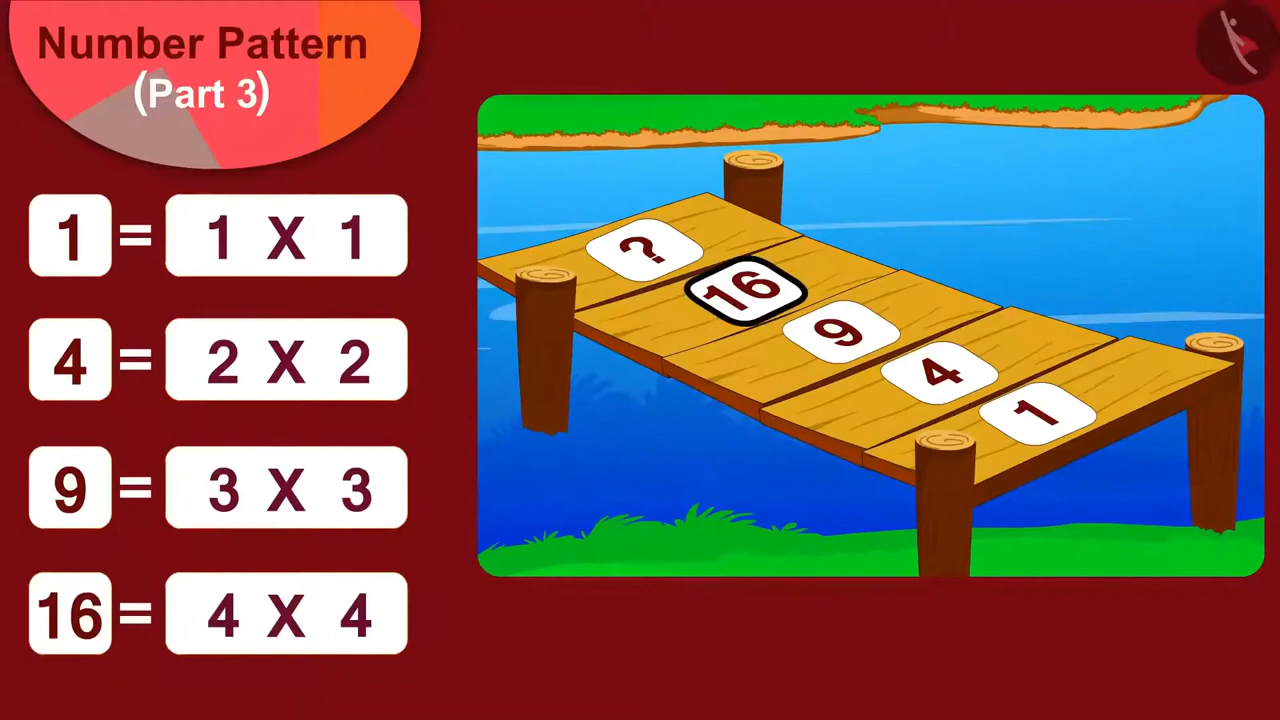 Number Pattern
(Part 3)
1 = 1 X 1
4 = 2 X 2
9 = 3 X 3
16 = 4 X 4
?
16
9
4
1